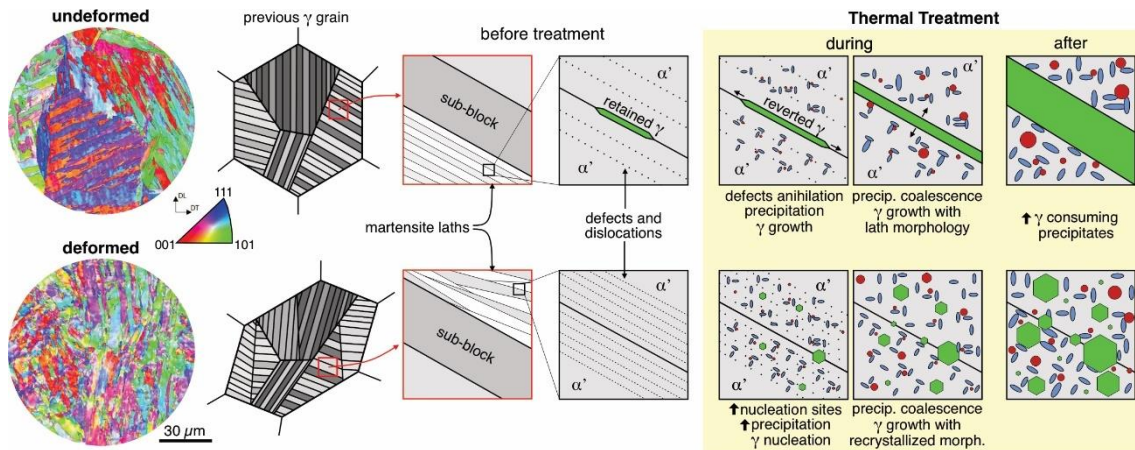 undeformed
previous γ grain
before treatment
Thermal Treatment
during
after
sub-block
α’
retained γ
α’
reverted γ
α’
α’
α’
DL
DT
111
001
101
martensite laths
defects and
dislocations
defects anihilation
precipitation
γ growth
precip. coalescence
γ growth with
lath morphology
↑ γ consuming
precipitates
deformed
30 µm
sub-block
α’
α’
α’
α’
α’
↑nucleation sites
↑precipitation
γ nucleation
precip. coalescence
γ growth with
recrystallized morph.